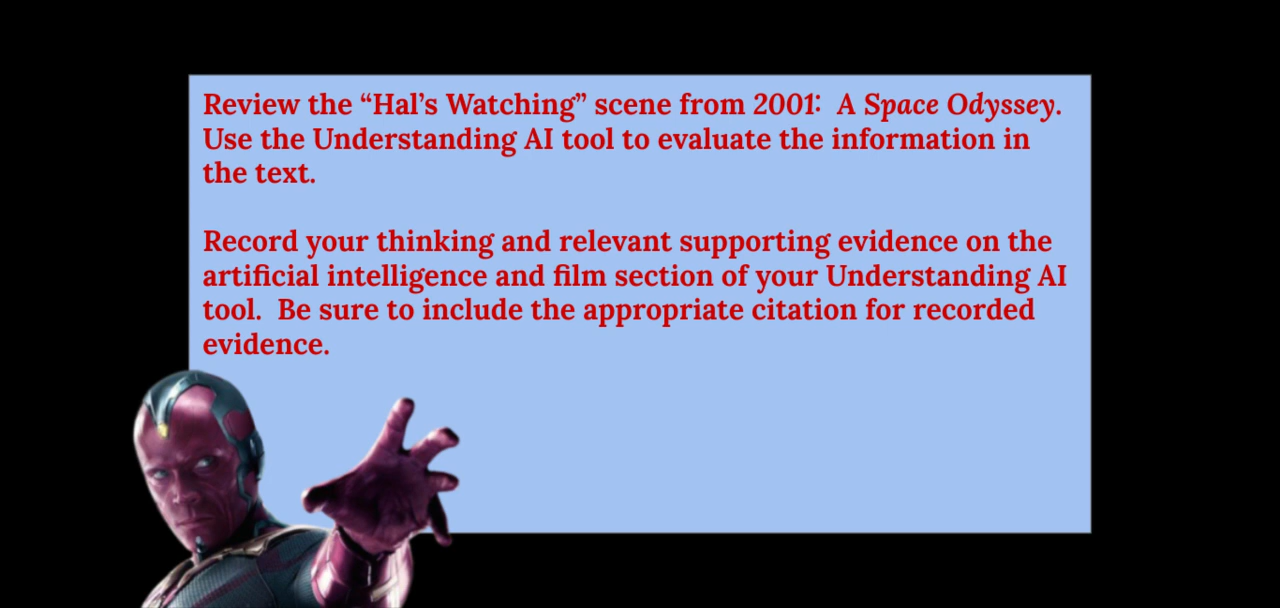 Review the “Hal’s Watching” scene from 2001:  A Space Odyssey.
Use the Understanding AI tool to evaluate the information in
the text.
Record your thinking and relevant supporting evidence on the
artificial intelligence and film section of your Understanding AI
tool.  Be sure to include the appropriate citation for recorded
evidence.